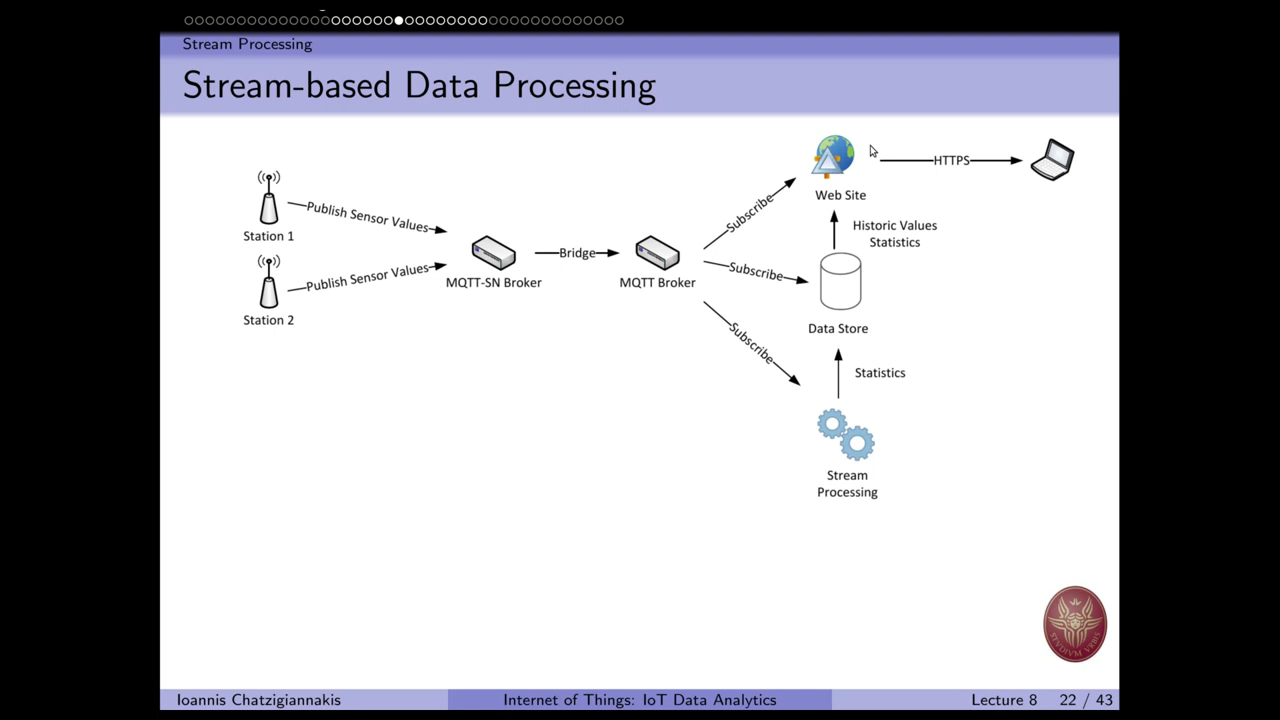 Stream Processing
Stream-based Data Processing
Station 1
Station 2
Publish Sensor Values
Publish Sensor Values
MQTT-SN Broker
Bridge
MQTT Broker
Subscribe
Subscribe
Subscribe
Web Site
HTTPS
Historic Values
Statistics
Data Store
Statistics
Stream
Processing
STVDIVM VRBIS
Ioannis Chatzigiannakis
Internet of Things: IoT Data Analytics
Lecture 8
22 / 43